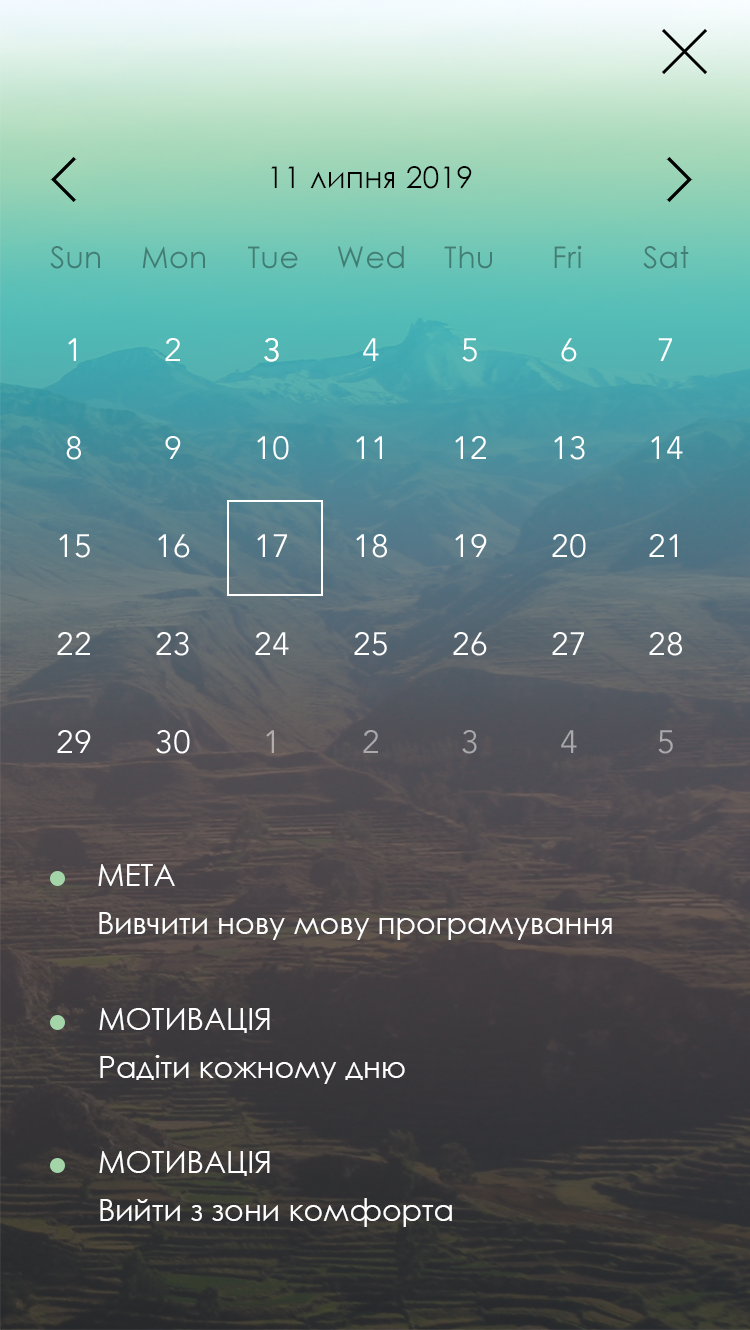 11 липня 2019
Sun Mon Tue Wed Thu Fri Sat
1 2 3 4 5 6 7
8 9 10 11 12 13 14
15 16 17 18 19 20 21
22 23 24 25 26 27 28
29 30 1 2 3 4 5
МЕТА
Вивчити нову мову програмування
МОТИВАЦІЯ
Радіти кожному дню
МОТИВАЦІЯ
Вийти з зони комфорта